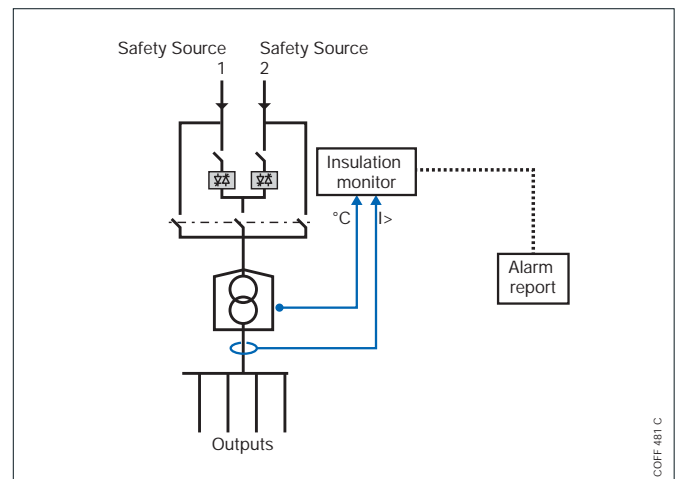 Safety Source
1
Safety Source
2
Insulation
monitor
°C
I>
Alarm
report
Outputs
COFF 481 C